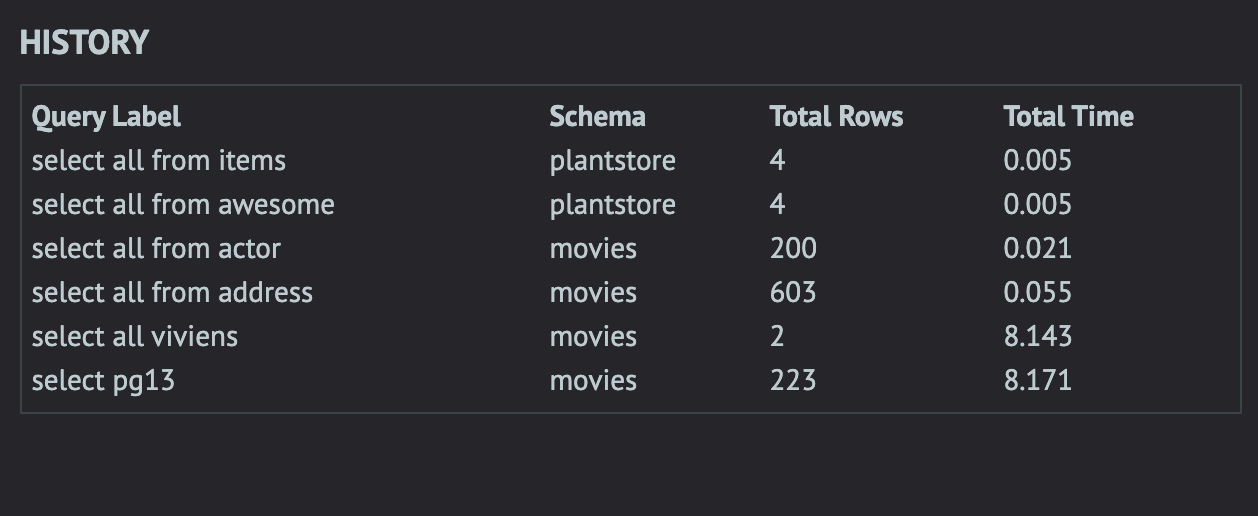 HISTORY
Query Label Schema Total Rows Total Time
select all from items plantstore 4 0.005
select all from awesome plantstore 4 0.005
select all from actor movies 200 0.021
select all from address movies 603 0.055
select all viviens movies 2 8.143
select pg13 movies 223 8.171